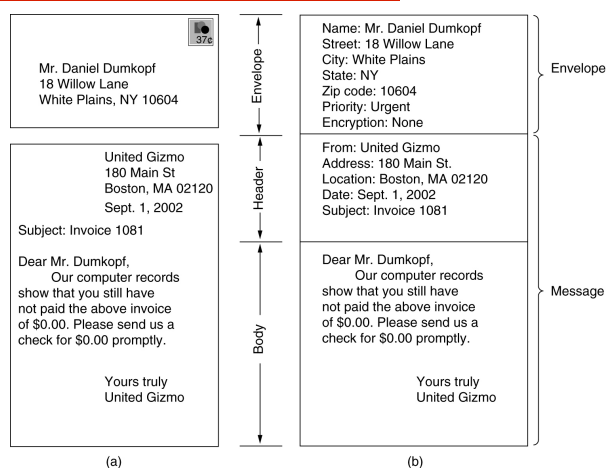 37¢
Mr. Daniel Dumkopf
18 Willow Lane
White Plains, NY 10604
United Gizmo
180 Main St
Boston, MA 02120
Sept. 1, 2002
Subject: Invoice 1081
Dear Mr. Dumkopf,
Our computer records
show that you still have
not paid the above invoice
of $0.00. Please send us a
check for $0.00 promptly.
Yours truly
United Gizmo
(a)
Envelope
Header
Body
Name: Mr. Daniel Dumkopf
Street: 18 Willow Lane
City: White Plains
State: NY
Zip code: 10604
Priority: Urgent
Encryption: None
From: United Gizmo
Address: 180 Main St.
Location: Boston, MA 02120
Date: Sept. 1, 2002
Subject: Invoice 1081
Dear Mr. Dumkopf,
Our computer records
show that you still have
not paid the above invoice
of $0.00. Please send us a
check for $0.00 promptly.
Yours truly
United Gizmo
(b)
Envelope
Message